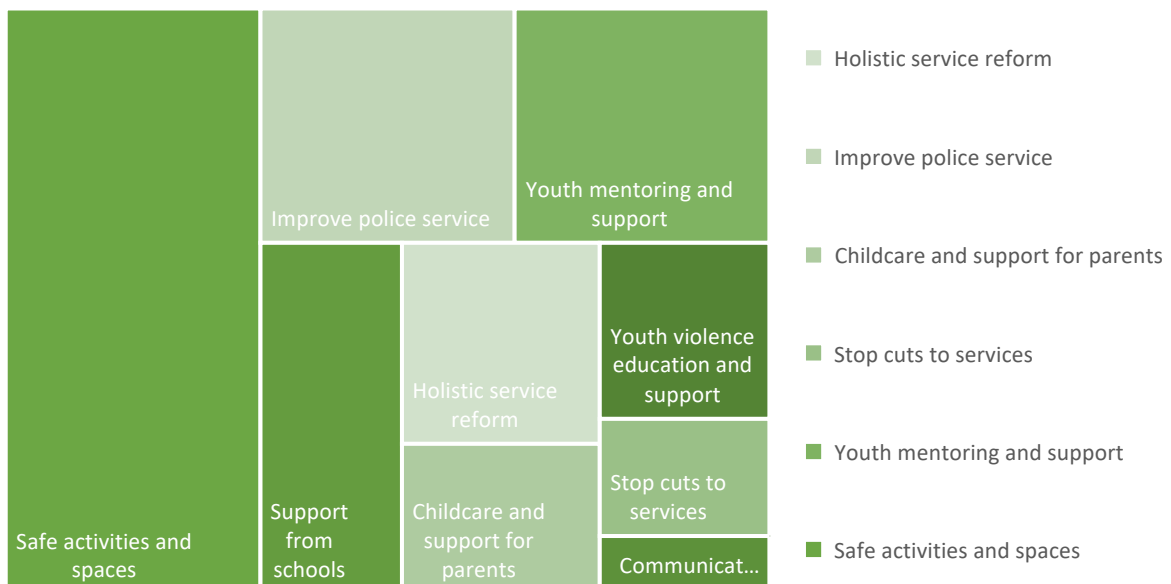 Safe activities and
spaces
Improve police service
Youth mentoring and
support
Support
from
schools
Holistic service
reform
Childcare and
support for
parents
Youth violence
education and
support
Stop cuts to
services
Communicat...
Holistic service reform
Improve police service
Childcare and support for parents
Stop cuts to services
Youth mentoring and support
Safe activities and spaces